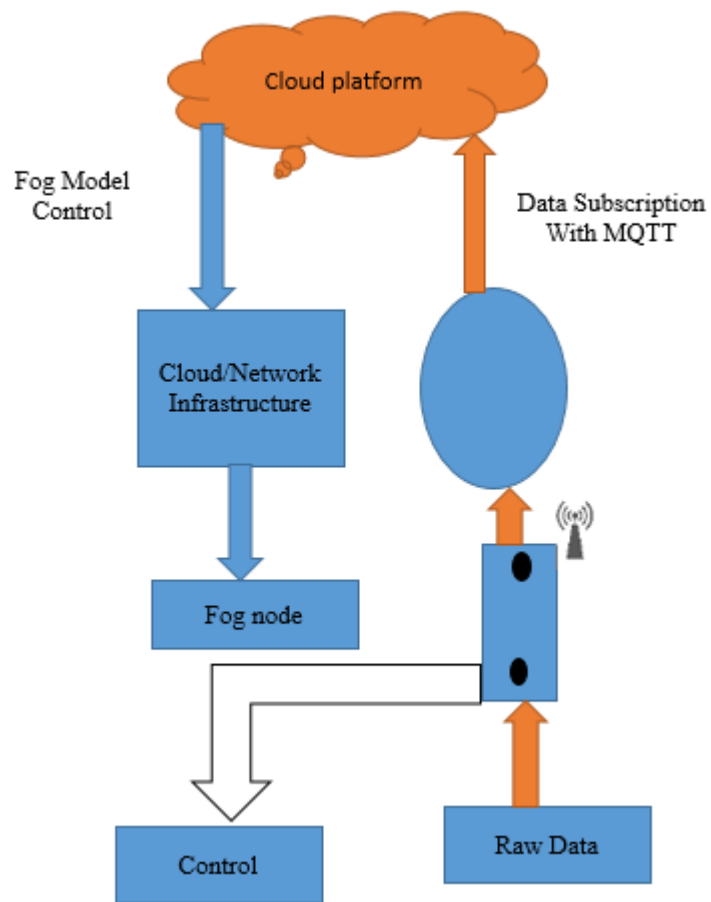 Cloud platform
Fog Model
Control
Data Subscription
With MQTT
Cloud/Network
Infrastructure
Fog node
Control
Raw Data